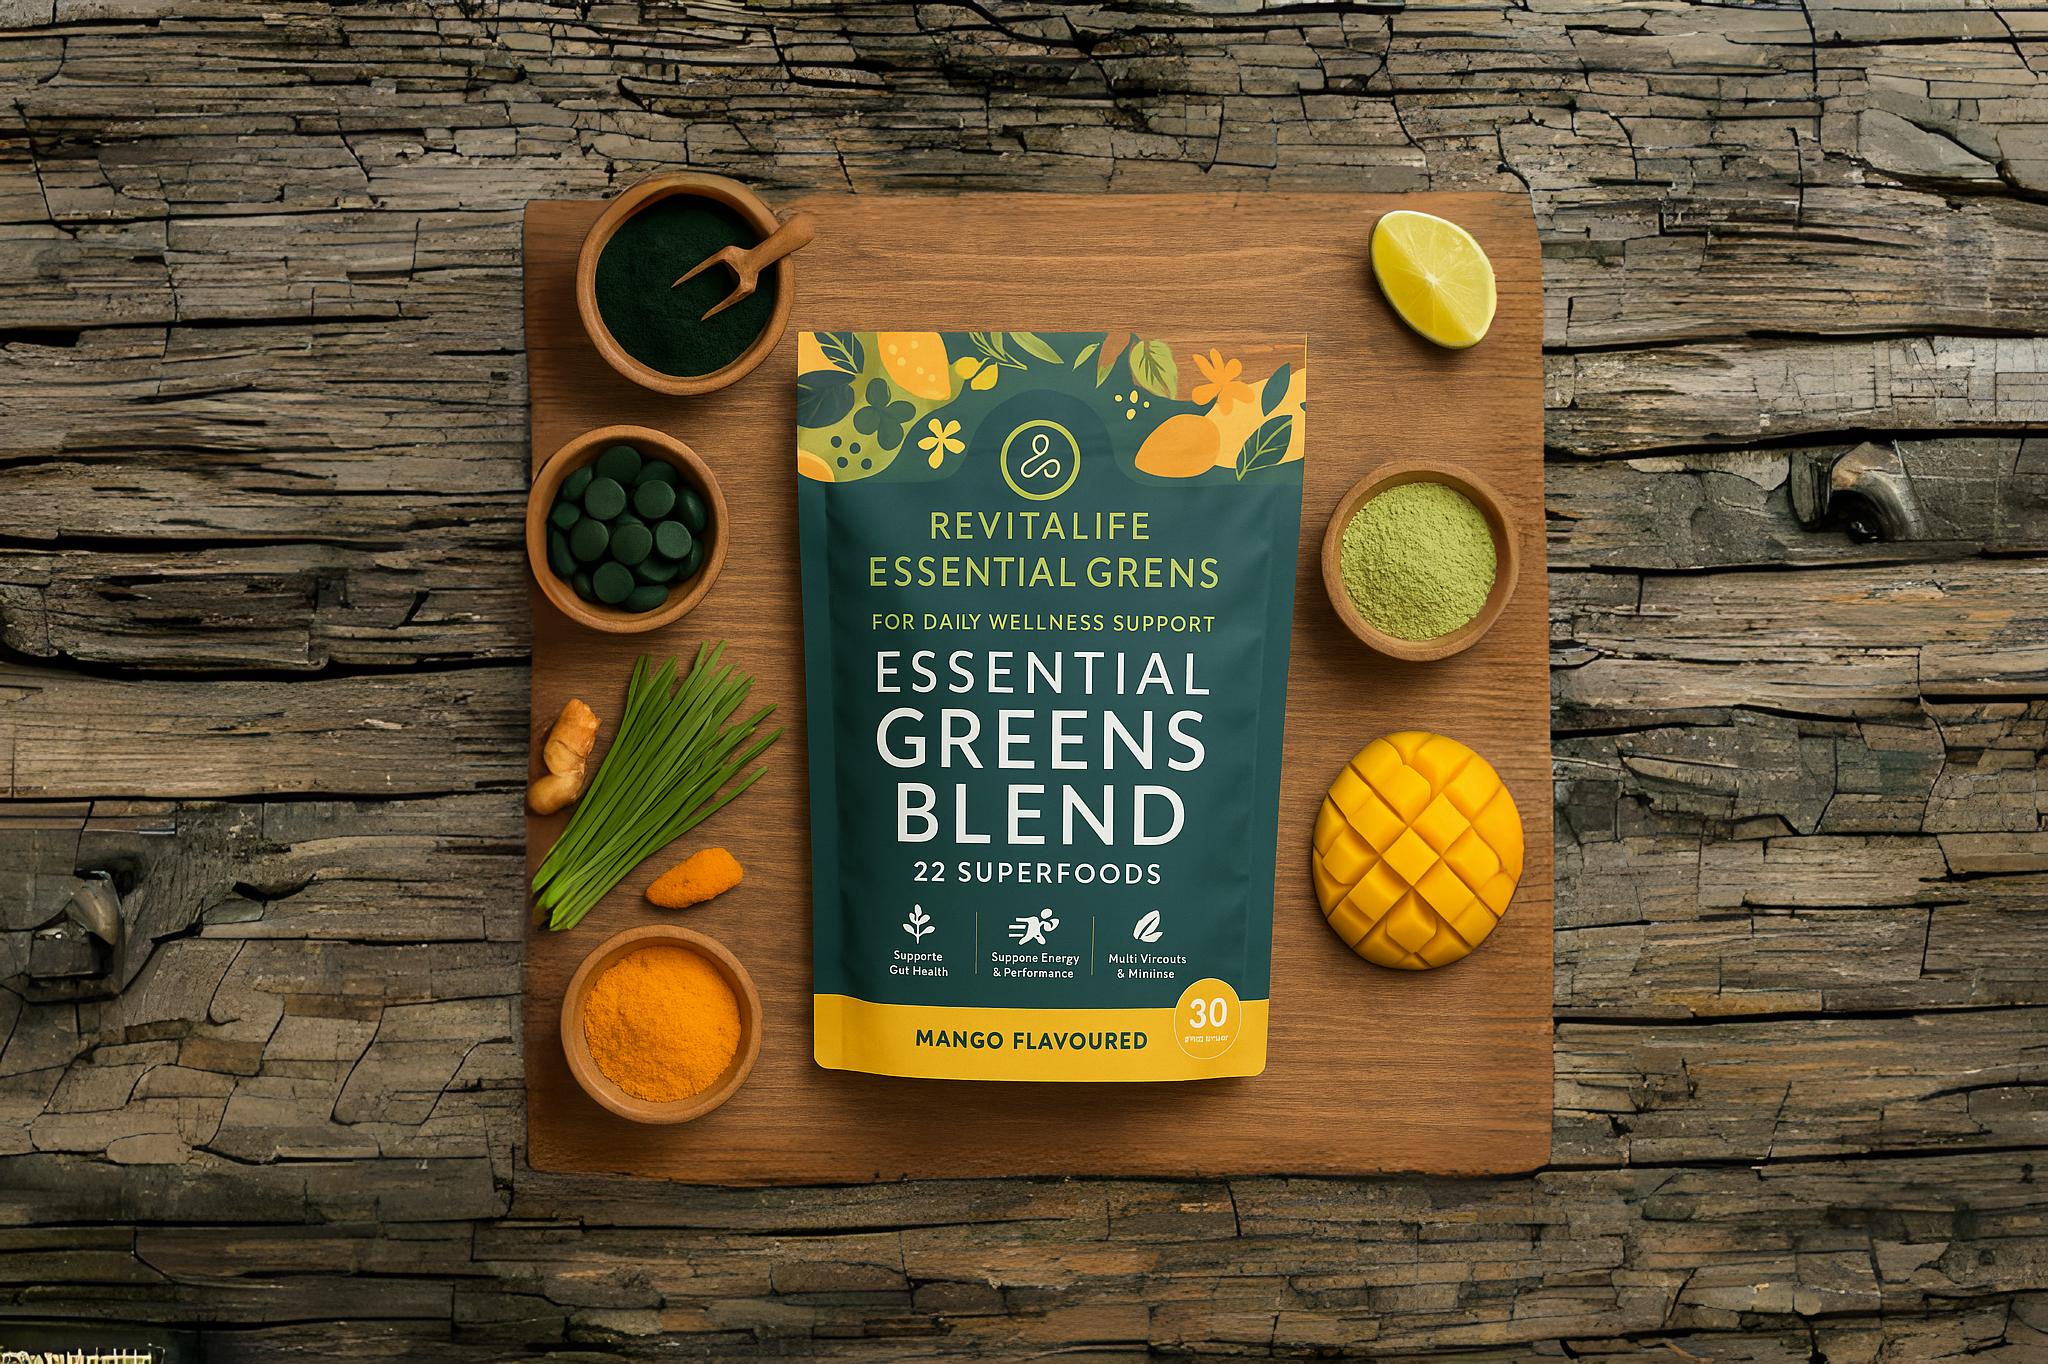 REVITALIFE
ESSENTIAL GRENS
FOR DAILY WELLNESS SUPPORT
ESSENTIAL
GREENS
BLEND
22 SUPERFOODS
Supporte
Gut Health
Suppone Energy
& Performance
Multi Vircouts
& Miniinse
MANGO FLAVOURED
30